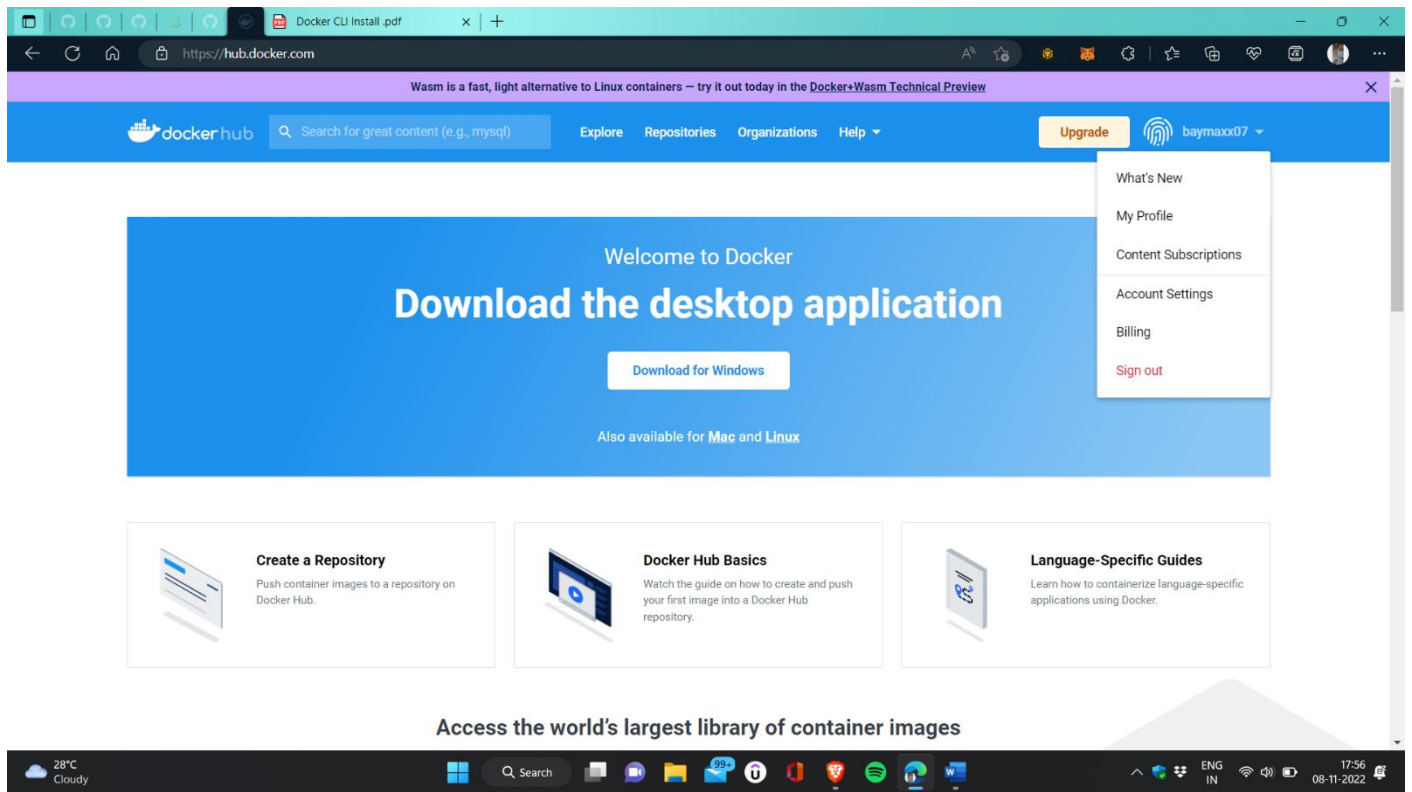 Docker CLI Install .pdf
https://hub.docker.com
Wasm is a fast, light alternative to Linux containers — try it out today in the Docker+Wasm Technical Preview
dockerhub
Search for great content (e.g., mysql)
Explore
Repositories
Organizations
Help
Upgrade
baymaxx07
What's New
My Profile
Content Subscriptions
Account Settings
Billing
Sign out
Welcome to Docker
Download the desktop application
Download for Windows
Also available for Mac and Linux
Create a Repository
Push container images to a repository on
Docker Hub.
Docker Hub Basics
Watch the guide on how to create and push
your first image into a Docker Hub
repository.
Language-Specific Guides
Learn how to containerize language-specific
applications using Docker.
Access the world's largest library of container images
28°C
Cloudy
Search
99+
ENG
IN
17:56
08-11-2022